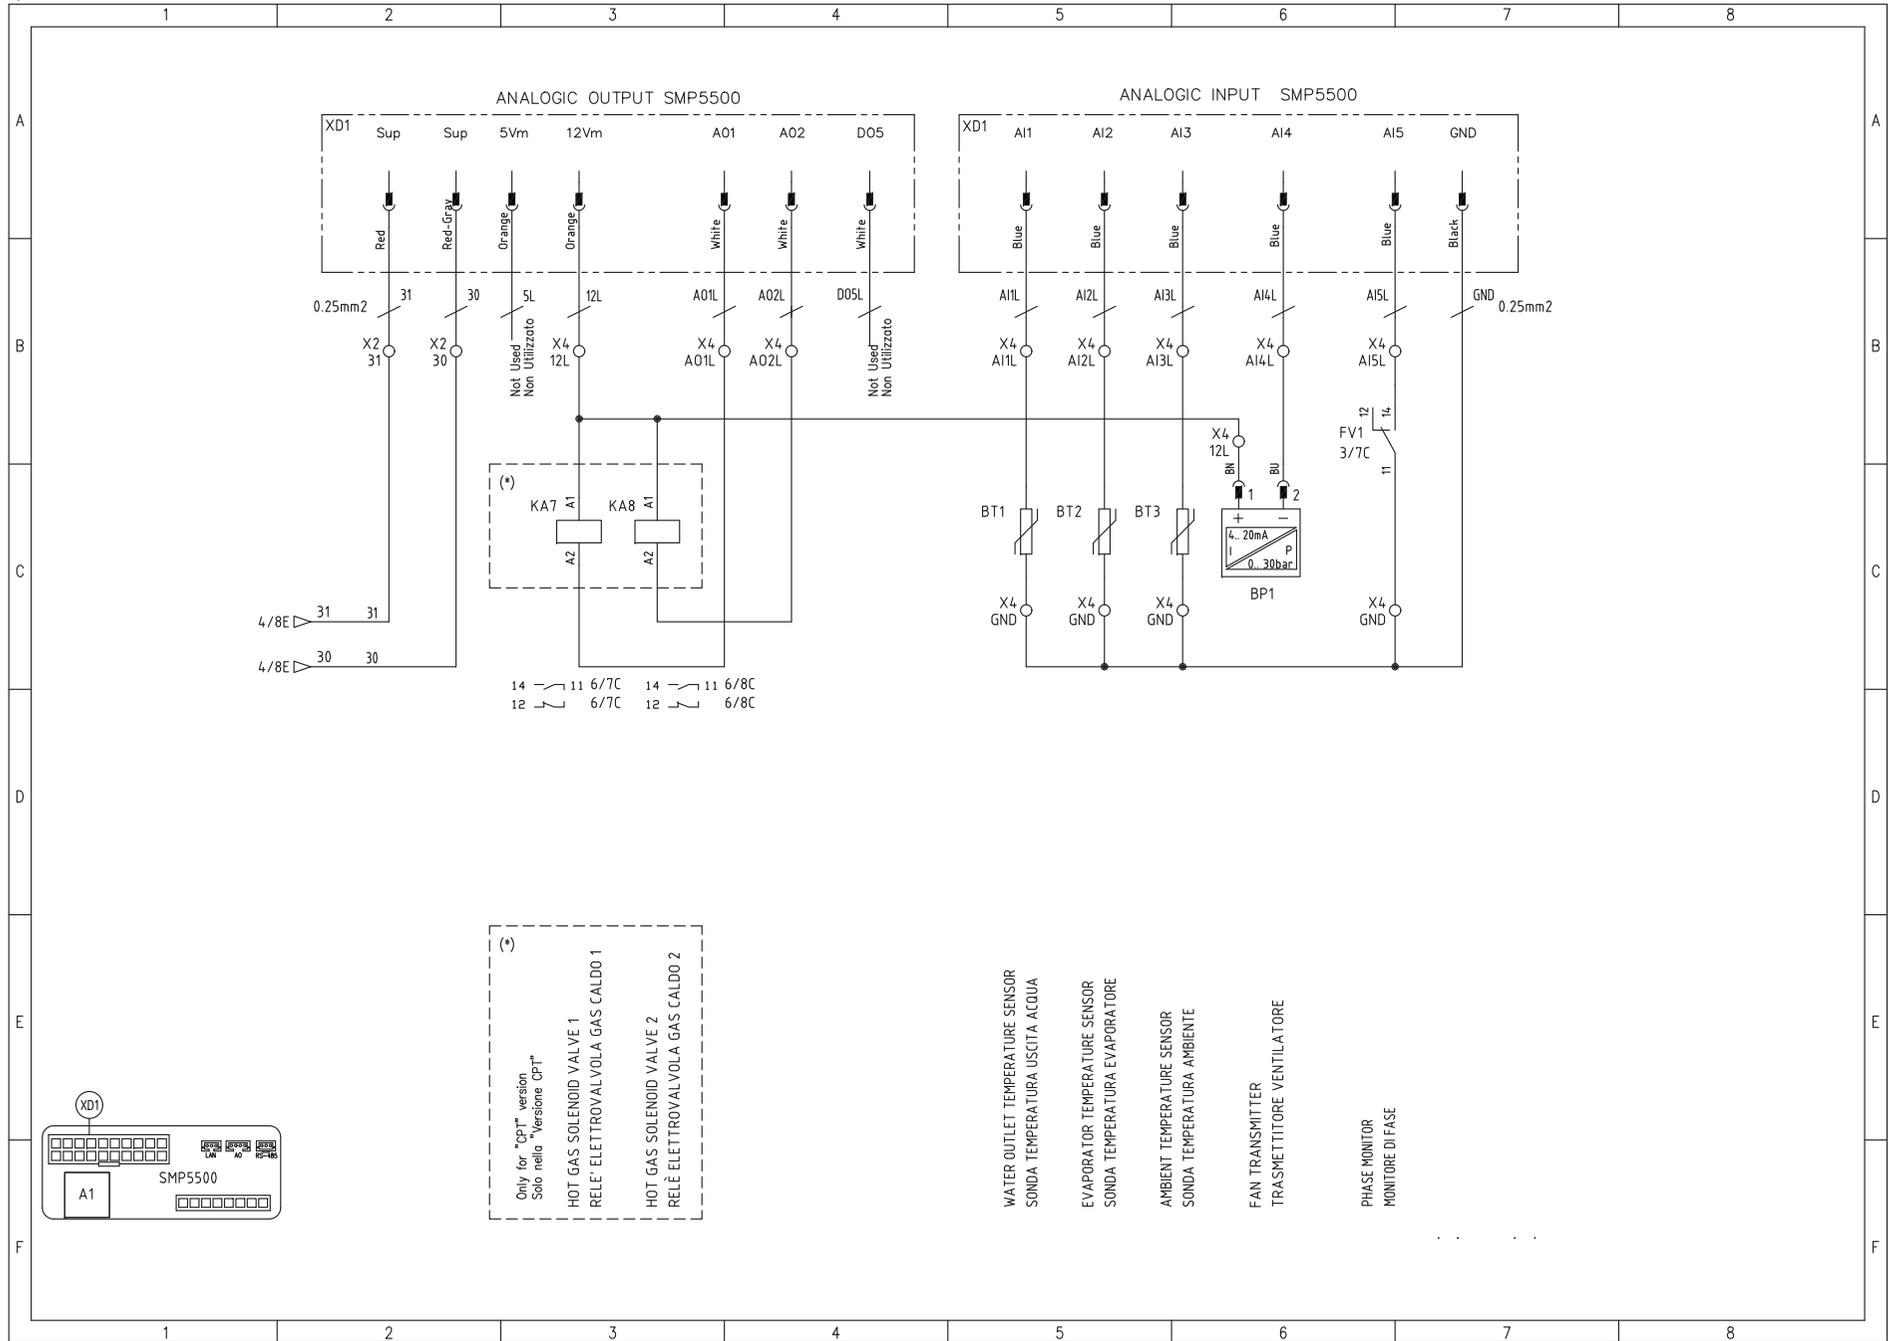 1 2 3 4 5 6 7 8
ANALOGIC OUTPUT SMP5500
ANALOGIC INPUT SMP5500
A
A
XD1 Sup Sup 5Vm 12Vm AO1 AO2 DO5
XD1 AI1 AI2 AI3 AI4 AI5 GND
Red Red-Gray Orange Orange White White White
Blue Blue Blue Blue Blue Black
0.25mm2 31 30 5L 12L AO1L AO2L DO5L
AI1L AI2L AI3L AI4L AI5L GND 0.25mm2
B
B
X2
31
X2
30
Not Used
Non Utilizzato
X4
12L
X4
AO1L
X4
AO2L
Not Used
Non Utilizzato
X4
AI1L
X4
AI2L
X4
AI3L
X4
AI4L
X4
AI5L
12 14
FV1
3/7C
11
X4
12L
BN BU
1 2
(*)
KA7 A1 A2
KA8 A1 A2
BT1 BT2 BT3
+ −
4.. 20mA
I P
0.. 30bar
BP1
C
C
X4
GND
X4
GND
X4
GND
X4
GND
4/8E 31 31
4/8E 30 30
14 11 6/7C 14 11 6/8C
12 6/7C 12 6/8C
D
D
(*)
Only for "CPT" version
Solo nella "Versione CPT"
HOT GAS SOLENOID VALVE 1
RELE' ELETTROVALVOLA GAS CALDO 1
HOT GAS SOLENOID VALVE 2
RELÈ ELETTROVALVOLA GAS CALDO 2
WATER OUTLET TEMPERATURE SENSOR
SONDA TEMPERATURA USCITA ACQUA
EVAPORATOR TEMPERATURE SENSOR
SONDA TEMPERATURA EVAPORATORE
AMBIENT TEMPERATURE SENSOR
SONDA TEMPERATURA AMBIENTE
FAN TRANSMITTER
TRASMETTITORE VENTILATORE
PHASE MONITOR
MONITORE DI FASE
E
E
XD1
LAN AO RS-485
SMP5500
A1
F
F
1 2 3 4 5 6 7 8